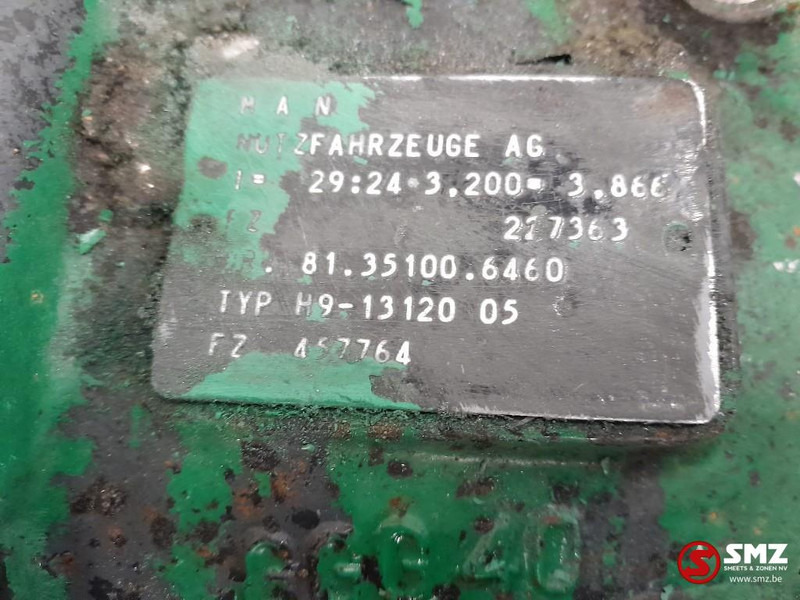 M A N
NUTZFAHRZEUGE AG
I= 29:24*3,200= 3,866
FZ 227363
. 81.35100.6460
TYP H9-13120 05
FZ 457764
SMZ
SMEETS & ZONEN NV
www.smz.be